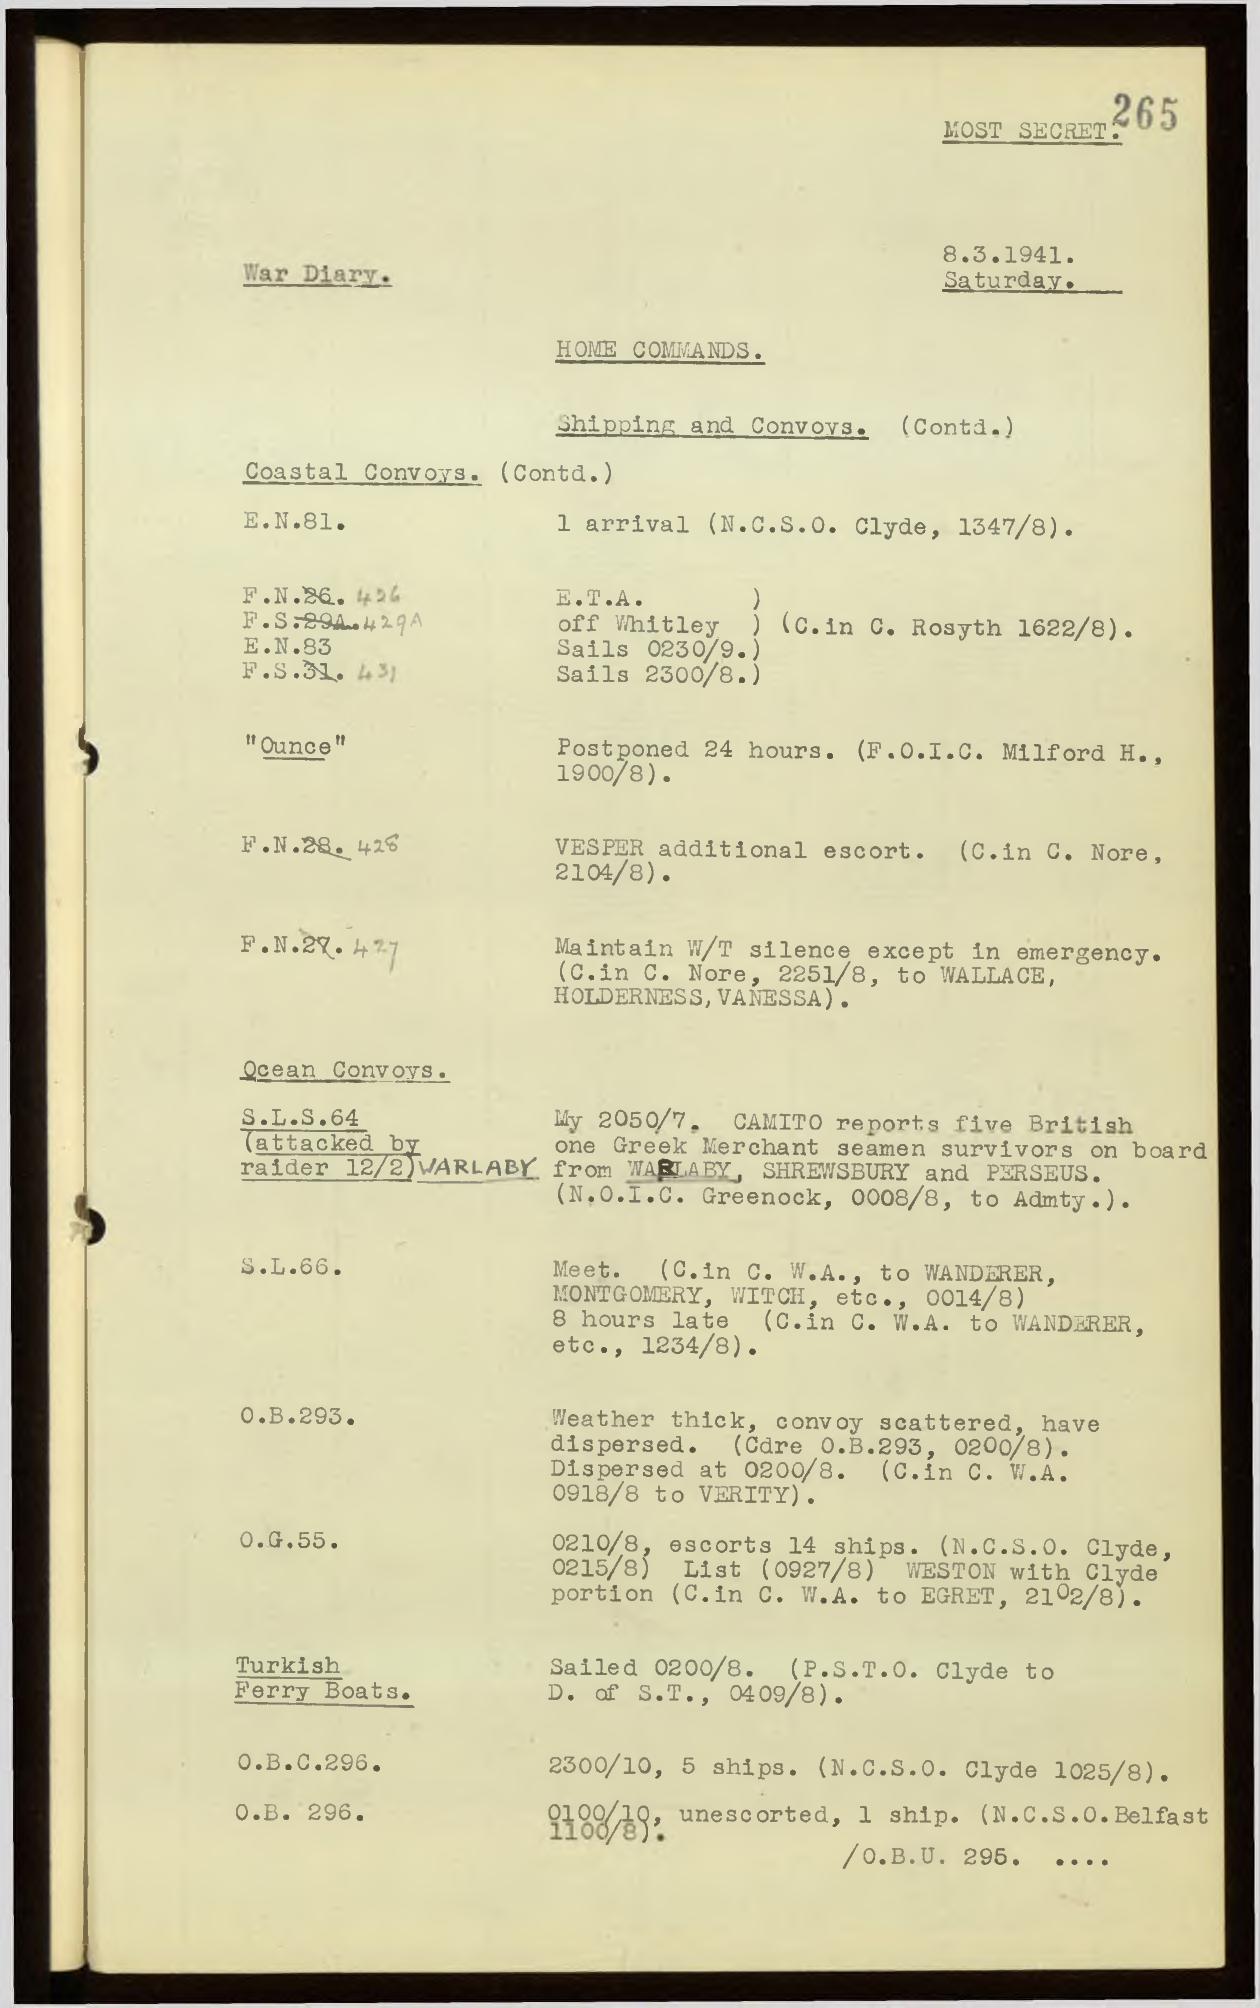 265
MOST SECRET.
8.3.1941.
War Diary.
Saturday.
HOME COMMANDS.
Shipping and Convoys. (Contd.)
Coastal Convoys. (Contd.)
E.N.81. 1 arrival (N.C.S.O. Clyde, 1347/8).
F.N.26. 426 E.T.A. )
F.S.29A. 429A off Whitley ) (C.in C. Rosyth 1622/8).
E.N.83 Sails 0230/9.)
F.S.31. 431 Sails 2300/8.)
"Ounce" Postponed 24 hours. (F.O.I.C. Milford H.,
1900/8).
F.N.28. 428 VESPER additional escort. (C.in C. Nore,
2104/8).
F.N.27. 427 Maintain W/T silence except in emergency.
(C.in C. Nore, 2251/8, to WALLACE,
HOLDERNESS,VANESSA).
Ocean Convoys.
S.L.S.64 My 2050/7. CAMITO reports five British
(attacked by one Greek Merchant seamen survivors on board
raider 12/2) WARLABY from WARLABY, SHREWSBURY and PERSEUS.
(N.O.I.C. Greenock, 0008/8, to Admty.).
S.L.66. Meet. (C.in C. W.A., to WANDERER,
MONTGOMERY, WITCH, etc., 0014/8)
8 hours late (C.in C. W.A. to WANDERER,
etc., 1234/8).
O.B.293. Weather thick, convoy scattered, have
dispersed. (Cdre O.B.293, 0200/8).
Dispersed at 0200/8. (C.in C. W.A.
0918/8 to VERITY).
O.G.55. 0210/8, escorts 14 ships. (N.C.S.O. Clyde,
0215/8) List (0927/8) WESTON with Clyde
portion (C.in C. W.A. to EGRET, 2102/8).
Turkish Sailed 0200/8. (P.S.T.O. Clyde to
Ferry Boats. D. of S.T., 0409/8).
O.B.C.296. 2300/10, 5 ships. (N.C.S.O. Clyde 1025/8).
O.B. 296. 0100/10, unescorted, 1 ship. (N.C.S.O.Belfast
1100/8).
/O.B.U. 295. ....